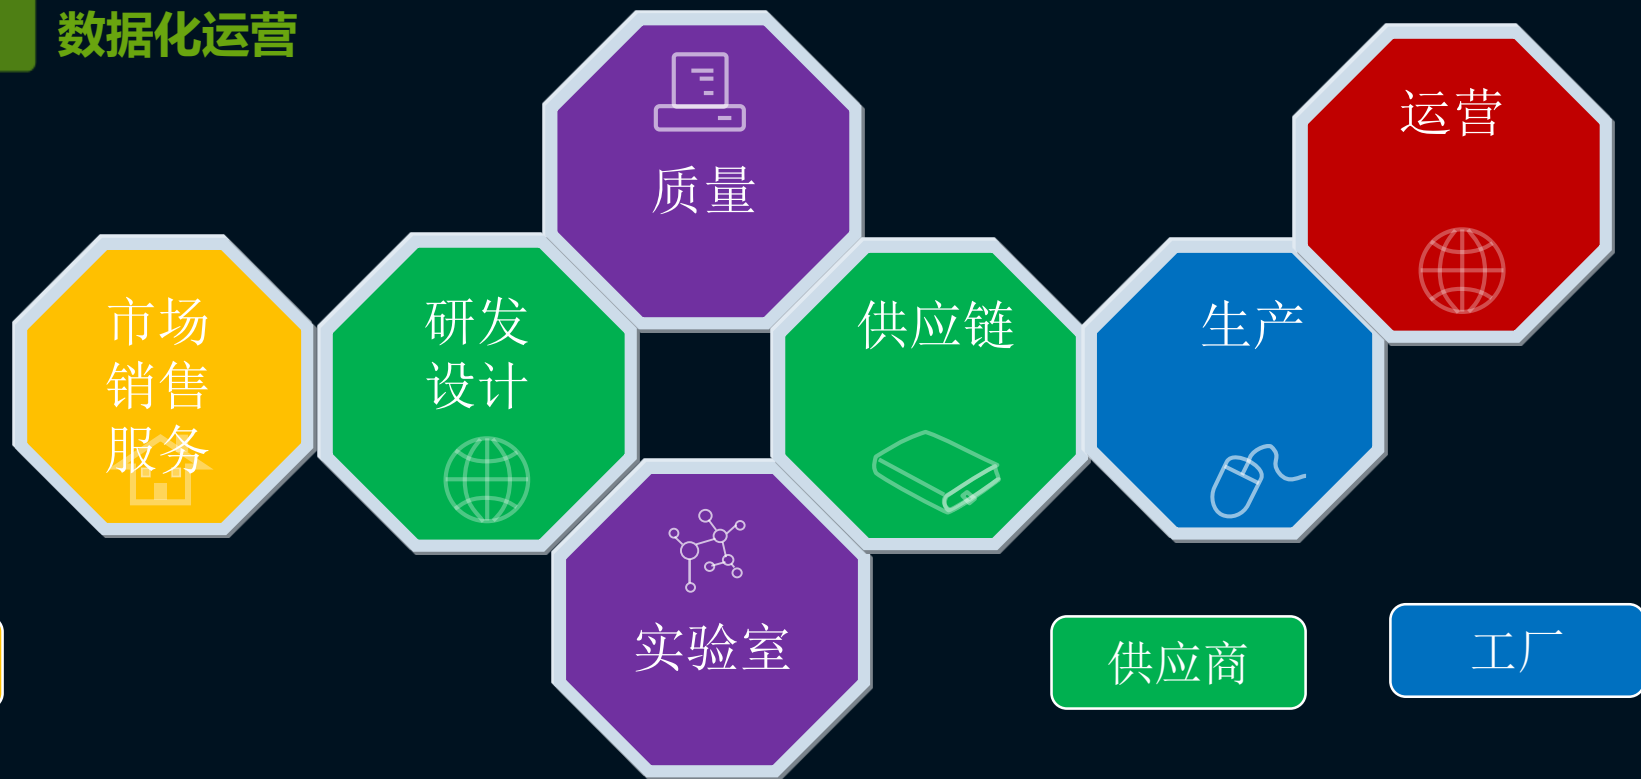 数据化运营
质量
运营
市场
销售
服务
研发
设计
供应链
生产
实验室
供应商
工厂